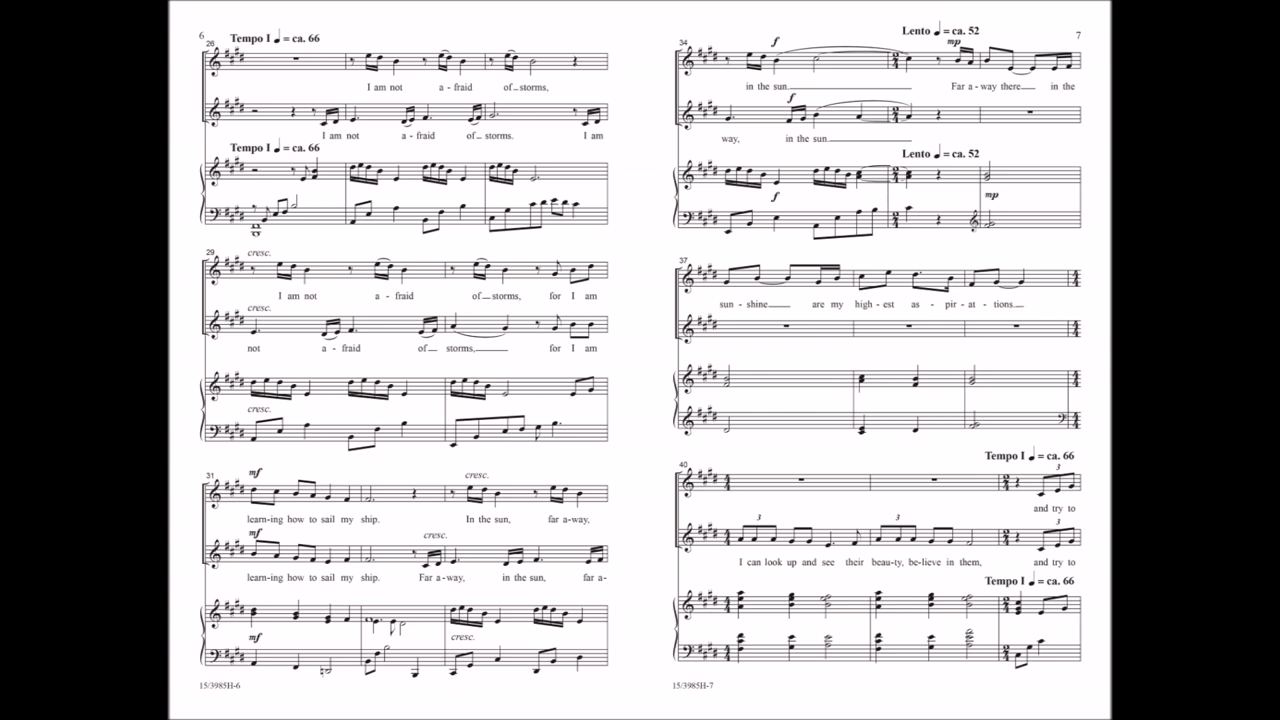 6
Tempo I ♩ = ca. 66
26
I am not a - fraid of storms,
I am not a - fraid of storms. I am
Tempo I ♩ = ca. 66
29
cresc.
I am not a - fraid of storms, for I am
cresc.
not a - fraid of storms, for I am
cresc.
31
mf
cresc.
learn-ing how to sail my ship. In the sun, far a-way,
mf
cresc.
learn-ing how to sail my ship. Far a-way, in the sun, far a-
mf
cresc.
15/3985H-6
7
Lento ♩ = ca. 52
34
f
mp
in the sun. Far a-way there in the
f
way, in the sun.
Lento ♩ = ca. 52
f
mp
37
sun - shine are my high - est as - pir - at - tions.
Tempo I ♩ = ca. 66
40
3
and try to
3
3
3
I can look up and see their beau-ty, be-lieve in them, and try to
Tempo I ♩ = ca. 66
15/3985H-7